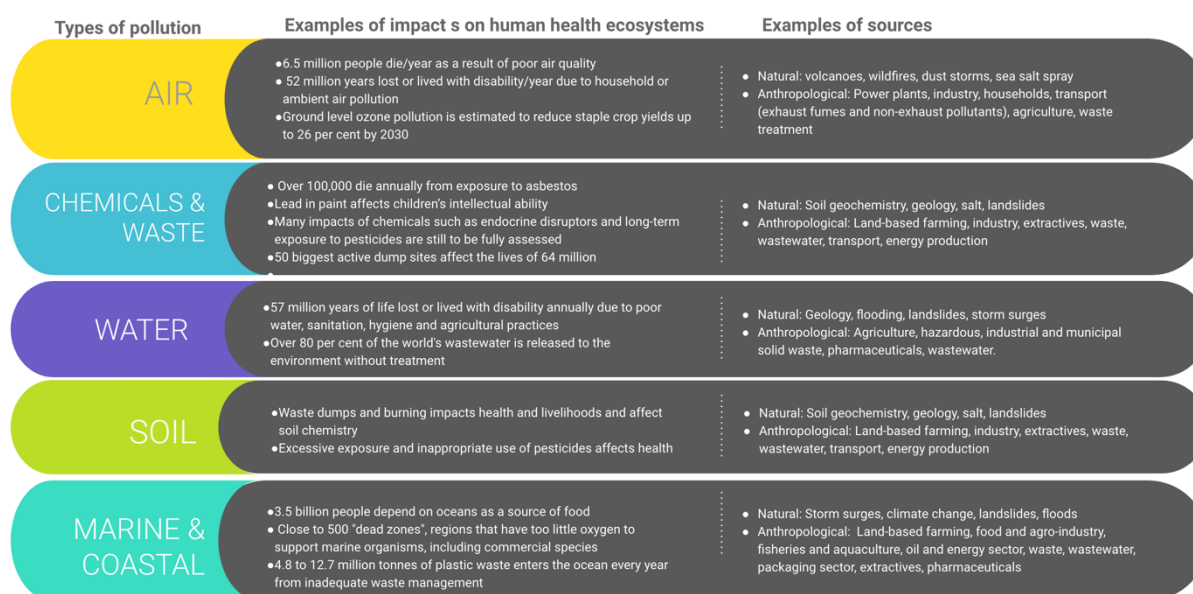 Types of pollution
Examples of impact s on human health ecosystems
Examples of sources
AIR
●6.5 million people die/year as a result of poor air quality
● 52 million years lost or lived with disability/year due to household or
ambient air pollution
●Ground level ozone pollution is estimated to reduce staple crop yields up
to 26 per cent by 2030
● Natural: volcanoes, wildfires, dust storms, sea salt spray
● Anthropological: Power plants, industry, households, transport
(exhaust fumes and non-exhaust pollutants), agriculture, waste
treatment
CHEMICALS &
WASTE
● Over 100,000 die annually from exposure to asbestos
●Lead in paint affects children's intellectual ability
●Many impacts of chemicals such as endocrine disruptors and long-term
exposure to pesticides are still to be fully assessed
●50 biggest active dump sites affect the lives of 64 million
●
● Natural: Soil geochemistry, geology, salt, landslides
● Anthropological: Land-based farming, industry, extractives, waste,
wastewater, transport, energy production
WATER
●57 million years of life lost or lived with disability annually due to poor
water, sanitation, hygiene and agricultural practices
●Over 80 per cent of the world's wastewater is released to the
environment without treatment
● Natural: Geology, flooding, landslides, storm surges
● Anthropological: Agriculture, hazardous, industrial and municipal
solid waste, pharmaceuticals, wastewater.
SOIL
●Waste dumps and burning impacts health and livelihoods and affect
soil chemistry
●Excessive exposure and inappropriate use of pesticides affects health
● Natural: Soil geochemistry, geology, salt, landslides
● Anthropological: Land-based farming, industry, extractives, waste,
wastewater, transport, energy production
MARINE &
COASTAL
●3.5 billion people depend on oceans as a source of food
● Close to 500 "dead zones", regions that have too little oxygen to
support marine organisms, including commercial species
●4.8 to 12.7 million tonnes of plastic waste enters the ocean every year
from inadequate waste management
● Natural: Storm surges, climate change, landslides, floods
● Anthropological: Land-based farming, food and agro-industry,
fisheries and aquaculture, oil and energy sector, waste, wastewater,
packaging sector, extractives, pharmaceuticals